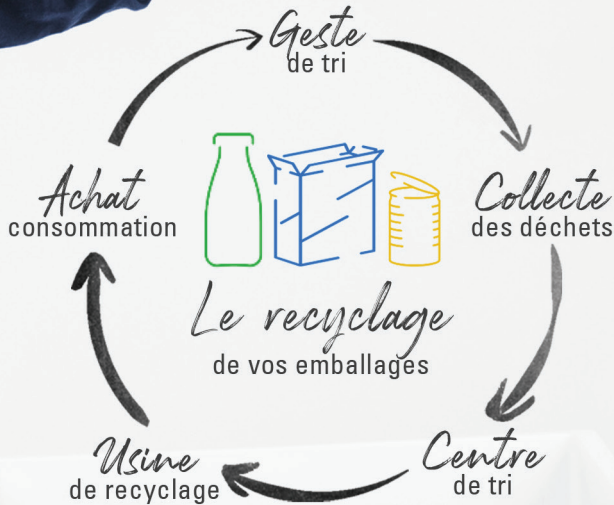 Geste
de tri
Achat
consommation
Collecte
des déchets
Le recyclage
de vos emballages
Usine
de recyclage
Centre
de tri